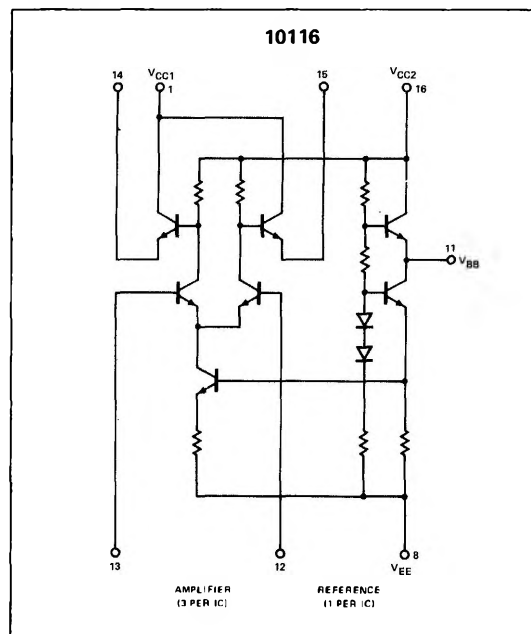 10116
14
VCC1
1
15
VCC2
16
11
VBB
13
12
8
VEE
AMPLIFIER
(3 PER IC)
REFERENCE
(1 PER IC)